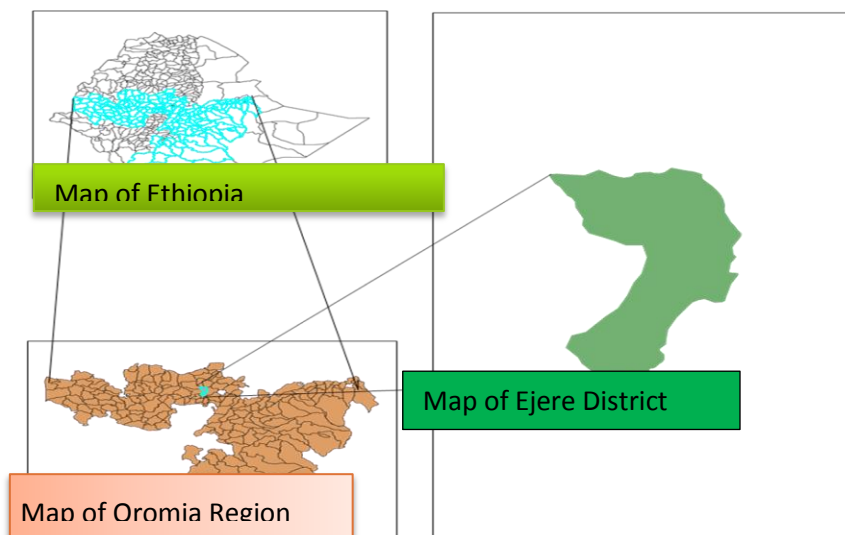 Map of Ethiopia
Map of Ejere District
Map of Oromia Region